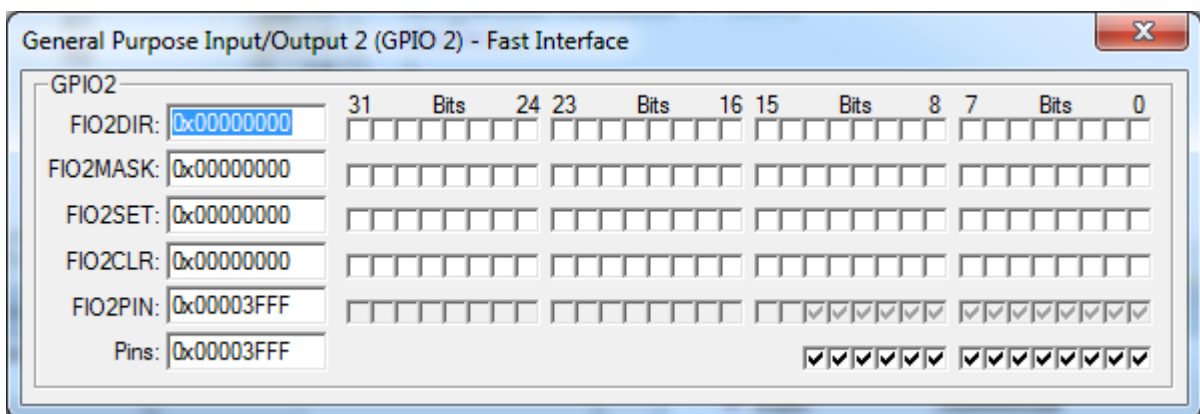 General Purpose Input/Output 2 (GPIO 2) - Fast Interface
GPIO2
31 Bits 24 23 Bits 16 15 Bits 8 7 Bits 0
FIO2DIR: 0x00000000
FIO2MASK: 0x00000000
FIO2SET: 0x00000000
FIO2CLR: 0x00000000
FIO2PIN: 0x00003FFF
Pins: 0x00003FFF